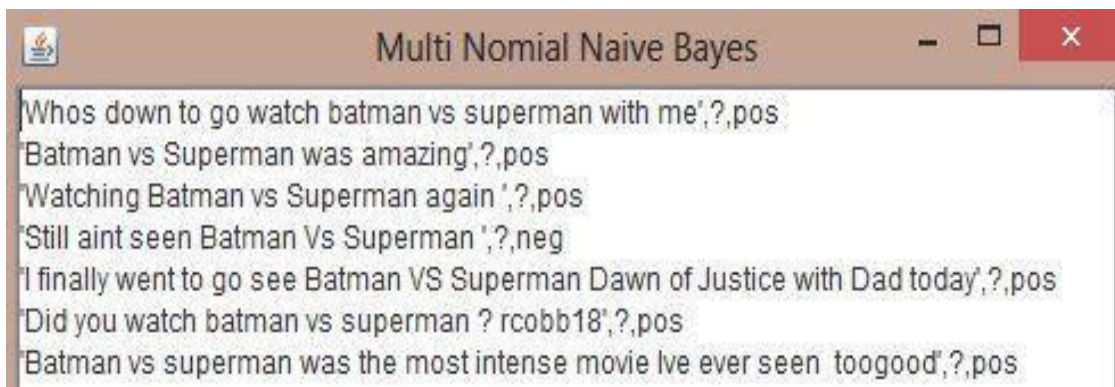 Multi Nomial Naive Bayes
'Whos down to go watch batman vs superman with me',?,pos
'Batman vs Superman was amazing',?,pos
'Watching Batman vs Superman again ',?,pos
'Still aint seen Batman Vs Superman ',?,neg
'I finally went to go see Batman VS Superman Dawn of Justice with Dad today',?,pos
'Did you watch batman vs superman ? rcobb18',?,pos
'Batman vs superman was the most intense movie Ive ever seen  toogood',?,pos